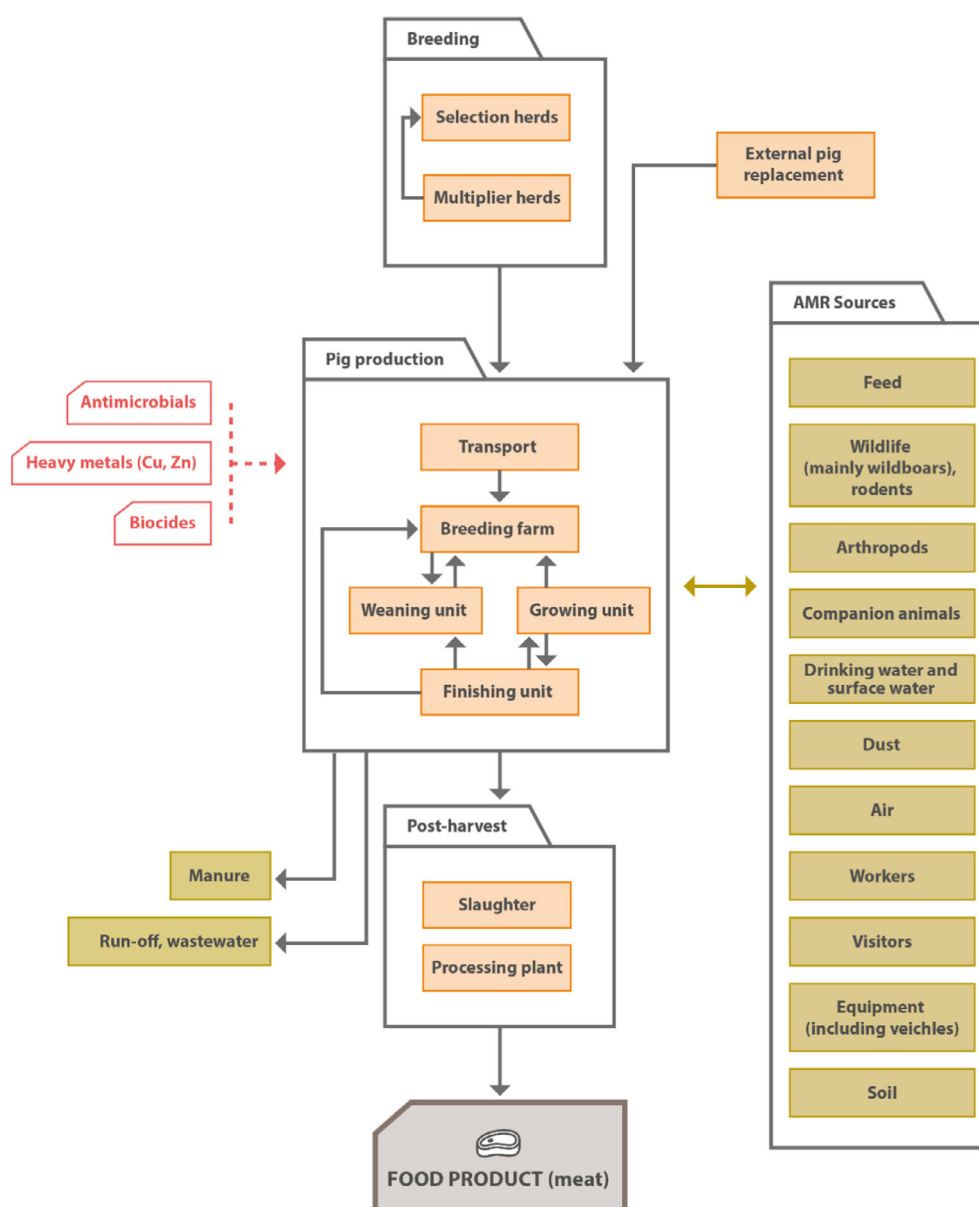 Breeding
Selection herds
Multiplier herds
External pig
replacement
Pig production
Antimicrobials
Heavy metals (Cu, Zn)
Biocides
Transport
Breeding farm
Weaning unit
Growing unit
Finishing unit
AMR Sources
Feed
Wildlife
(mainly wildboars),
rodents
Arthropods
Companion animals
Drinking water and
surface water
Dust
Air
Workers
Visitors
Equipment
(including veichles)
Soil
Manure
Run-off, wastewater
Post-harvest
Slaughter
Processing plant
FOOD PRODUCT (meat)